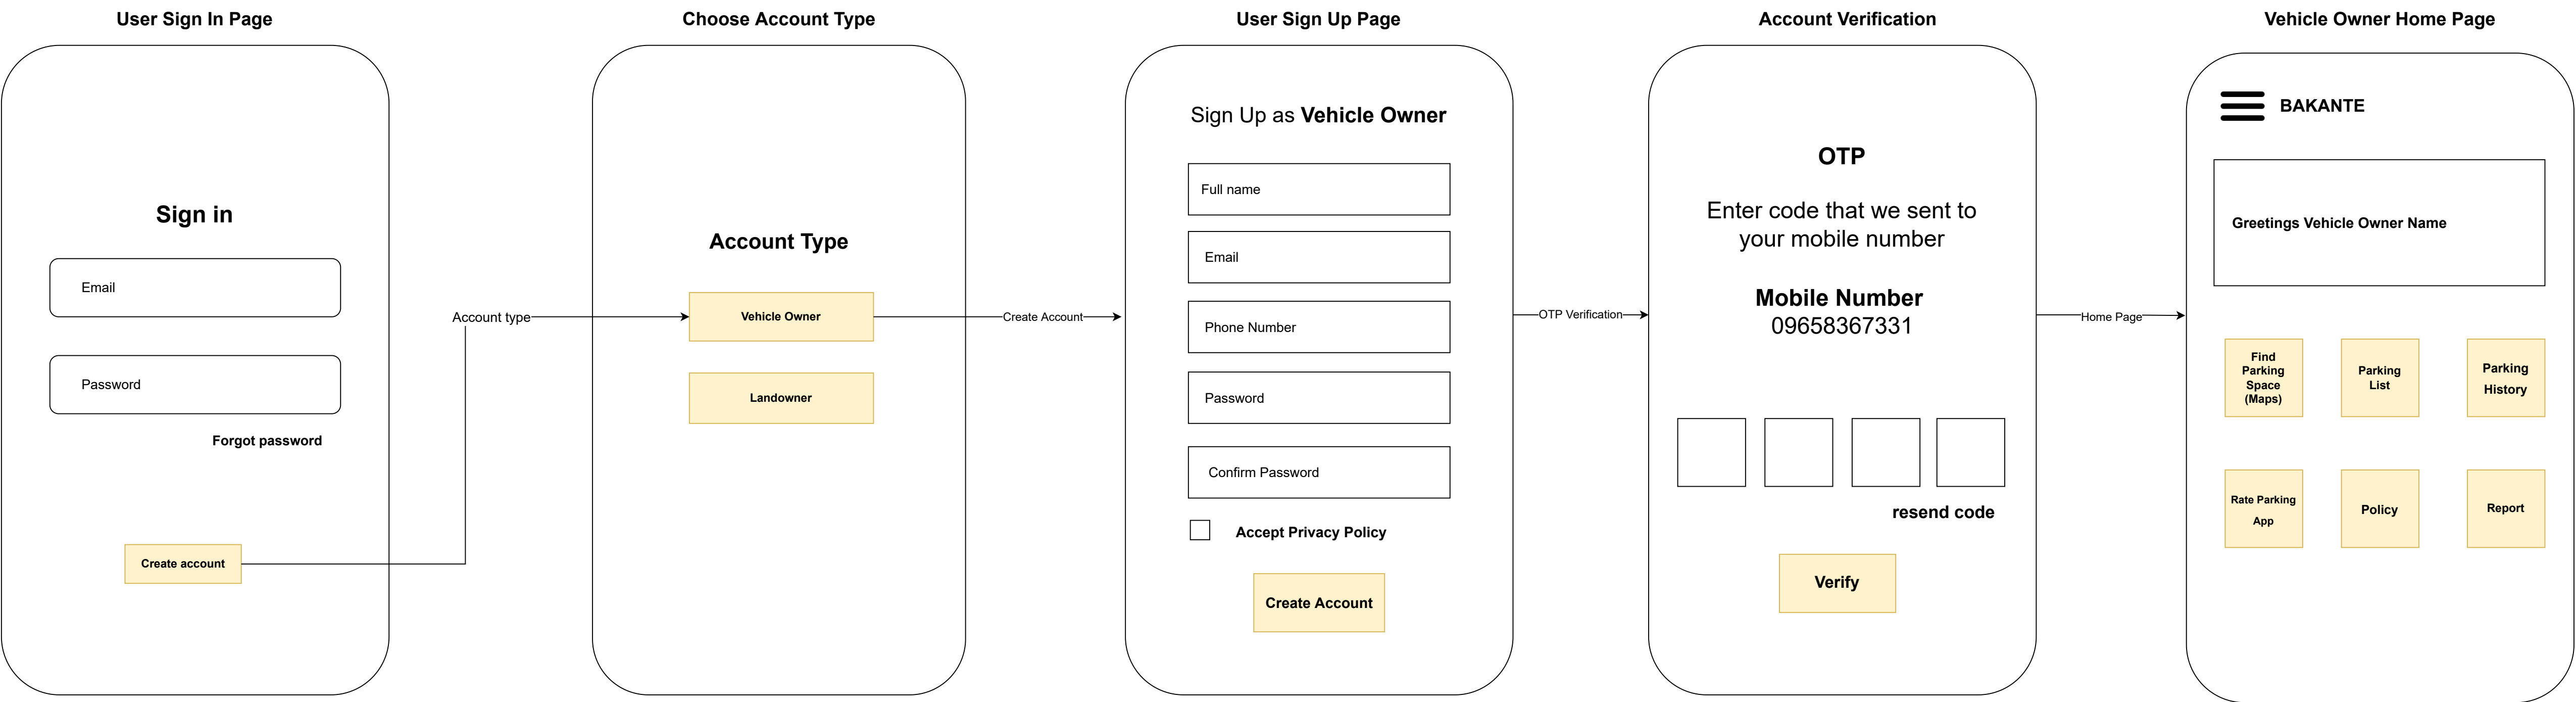 User Sign In Page
Sign in
Email
Password
Forgot password
Create account
Account type
Choose Account Type
Account Type
Vehicle Owner
Landowner
Create Account
User Sign Up Page
Sign Up as Vehicle Owner
Full name
Email
Phone Number
Password
Confirm Password
Accept Privacy Policy
Create Account
OTP Verification
Account Verification
OTP
Enter code that we sent to
your mobile number
Mobile Number
09658367331
resend code
Verify
Home Page
Vehicle Owner Home Page
BAKANTE
Greetings Vehicle Owner Name
Find
Parking
Space
(Maps)
Parking
List
Parking
History
Rate Parking
App
Policy
Report